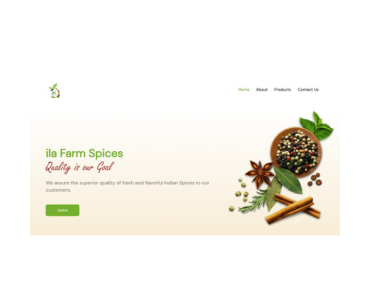 Home About Products Contact Us
ila Farm Spices
Quality is our Goal
We assure the superior quality of fresh and flavorful Indian Spices to our
customers.